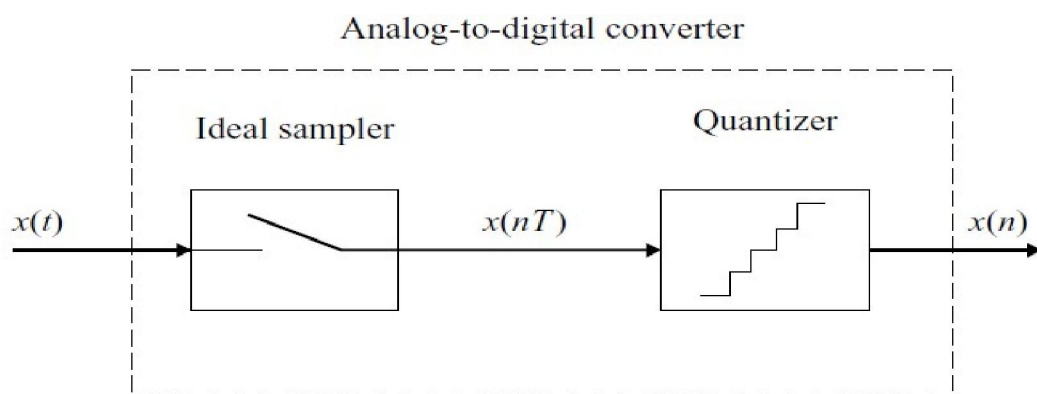 Analog-to-digital converter
Ideal sampler
Quantizer
x(t)
x(nT)
x(n)